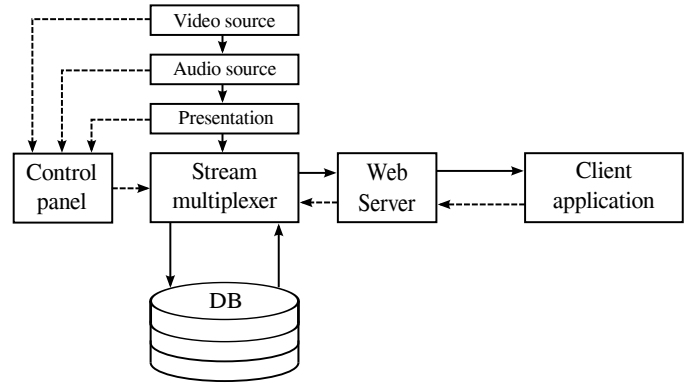 Video source
Audio source
Presentation
Control
panel
Stream
multiplexer
Web
Server
Client
application
DB